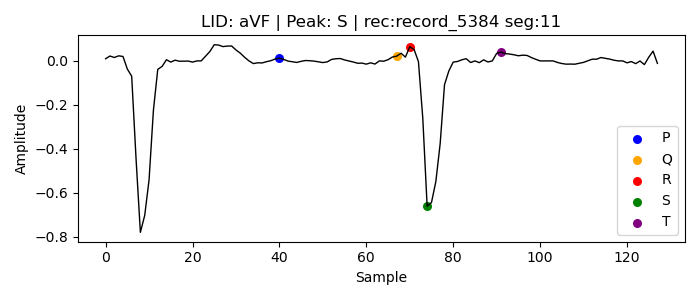 LID: aVF | Peak: S | rec:record_5384 seg:11
Amplitude
0.0
−0.2
−0.4
−0.6
−0.8
P
Q
R
S
T
0 20 40 60 80 100 120
Sample